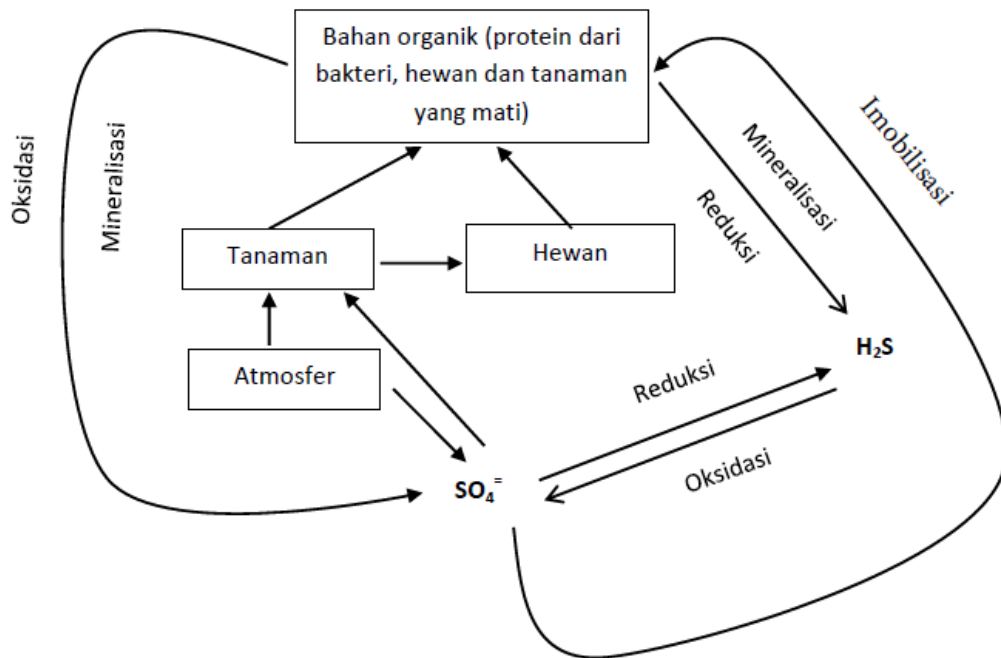 Bahan organik (protein dari
bakteri, hewan dan tanaman
yang mati)
Oksidasi
Mineralisasi
Mineralisasi
Reduksi
Imobilisasi
Tanaman
Hewan
Atmosfer
H₂S
Reduksi
Oksidasi
SO₄⁼